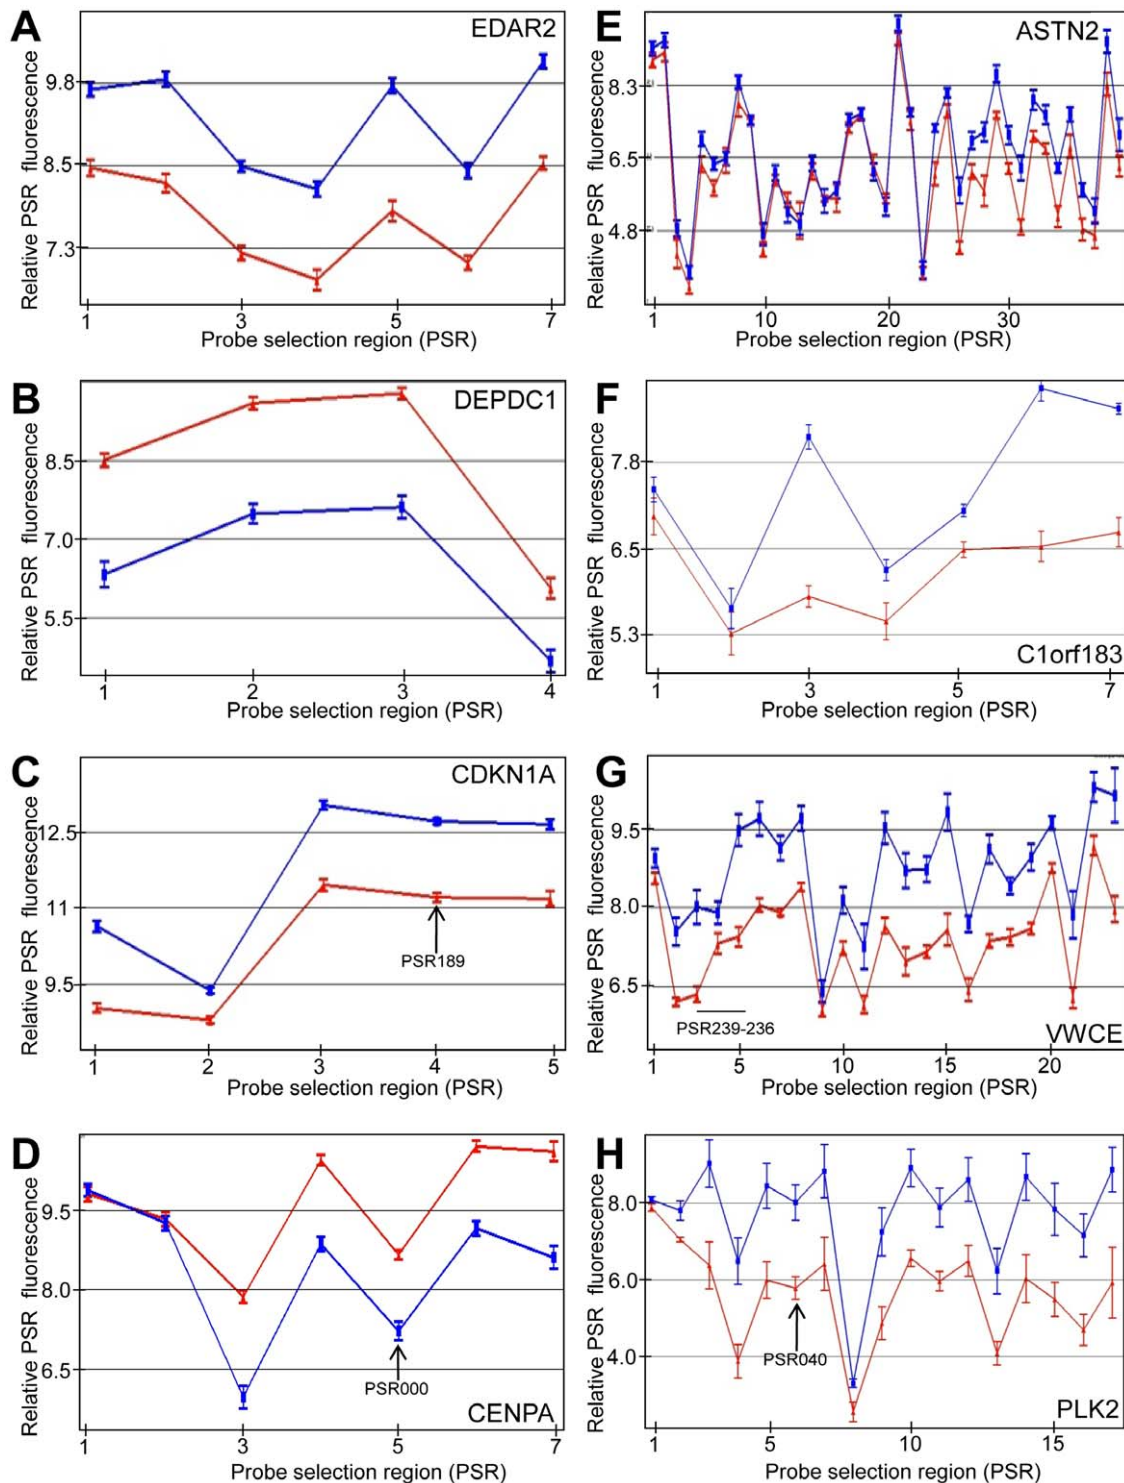 A
EDAR2
Relative PSR fluorescence
9.8
8.5
7.3
1 3 5 7
Probe selection region (PSR)
B
DEPDC1
Relative PSR fluorescence
8.5
7.0
5.5
1 2 3 4
Probe selection region (PSR)
C
CDKN1A
Relative PSR fluorescence
12.5
11
9.5
PSR189
1 2 3 4 5
Probe selection region (PSR)
D
Relative PSR fluorescence
9.5
8.0
6.5
PSR000
CENPA
1 3 5 7
Probe selection region (PSR)
E
ASTN2
Relative PSR fluorescence
8.3
6.5
4.8
1 10 20 30
Probe selection region (PSR)
F
Relative PSR fluorescence
7.8
6.5
5.3
C1orf183
1 3 5 7
Probe selection region (PSR)
G
Relative PSR fluorescence
9.5
8.0
6.5
PSR239-236
VWCE
1 5 10 15 20
Probe selection region (PSR)
H
Relative PSR fluorescence
8.0
6.0
4.0
PSR040
PLK2
1 5 10 15
Probe selection region (PSR)